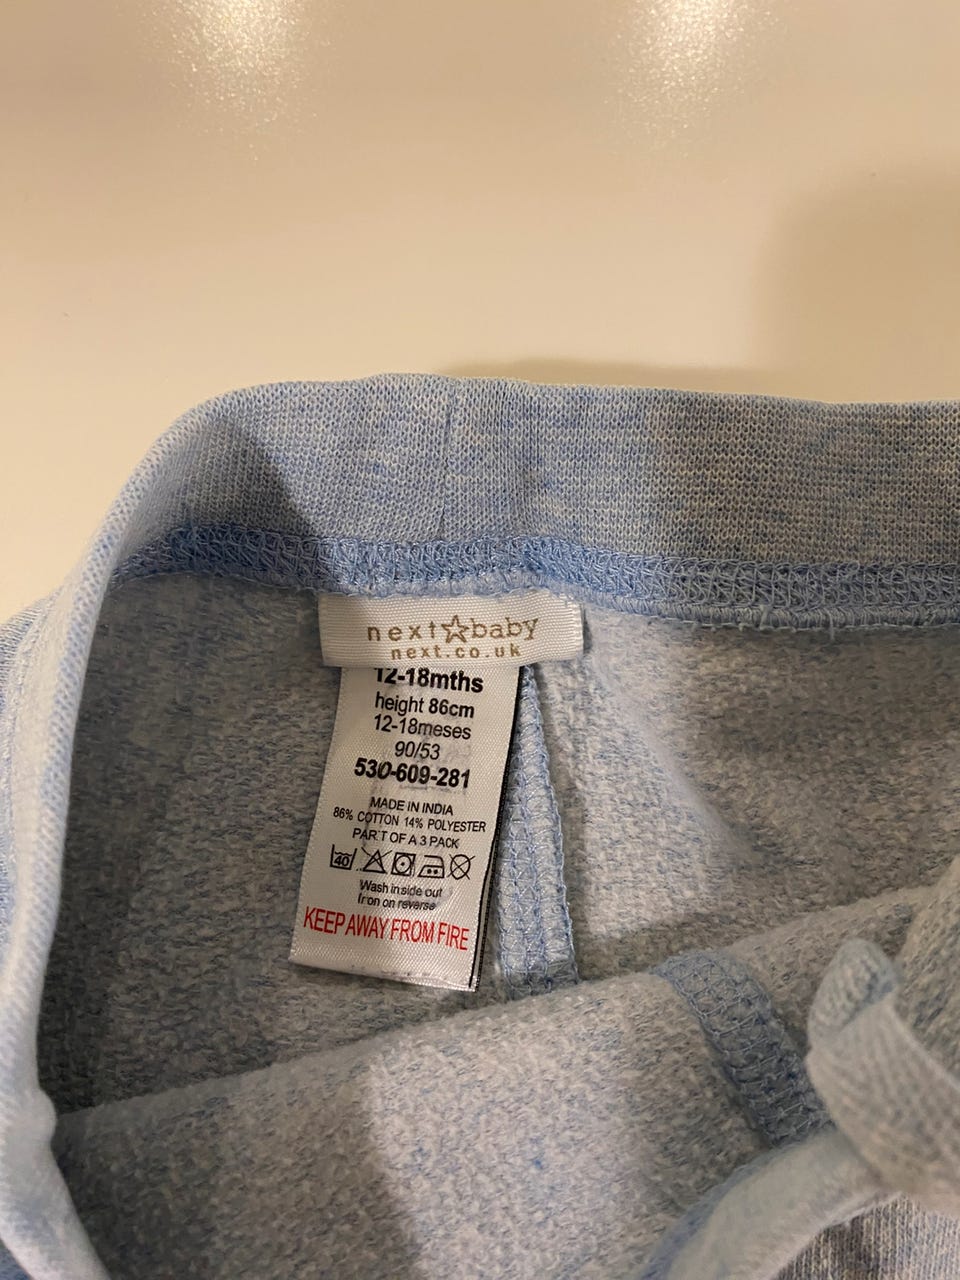 next☆baby
next.co.uk
12-18mths
height 86cm
12-18meses
90/53
530-609-281
MADE IN INDIA
86% COTTON 14% POLYESTER
PART OF A 3 PACK
40
Wash inside out
Iron on reverse
KEEP AWAY FROM FIRE